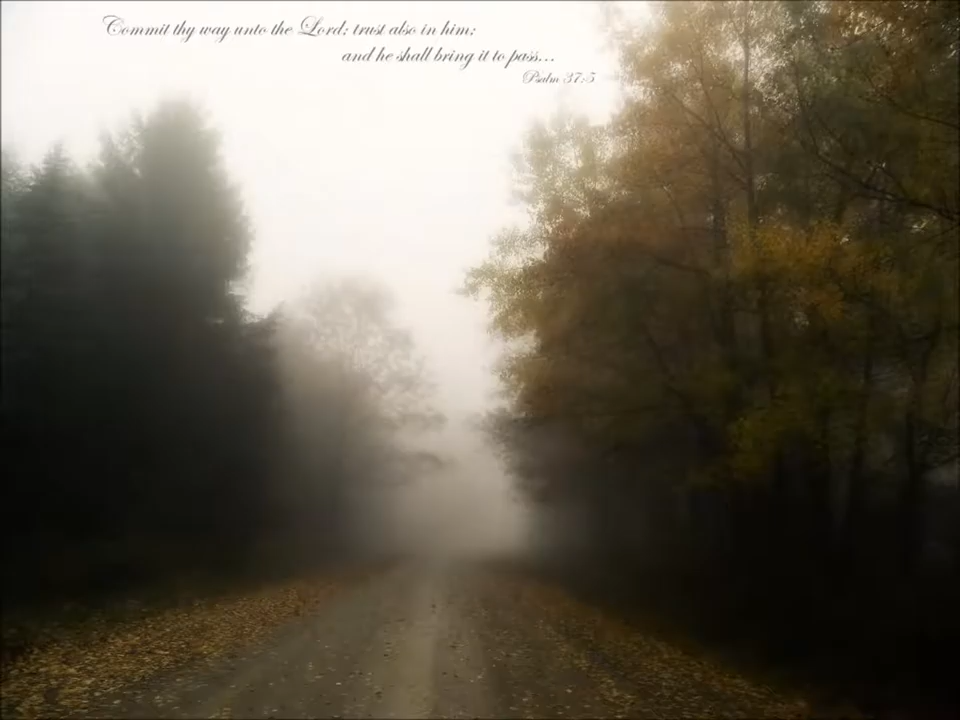 Commit thy way unto the Lord; trust also in him;
and he shall bring it to pass...
Psalm 37:5